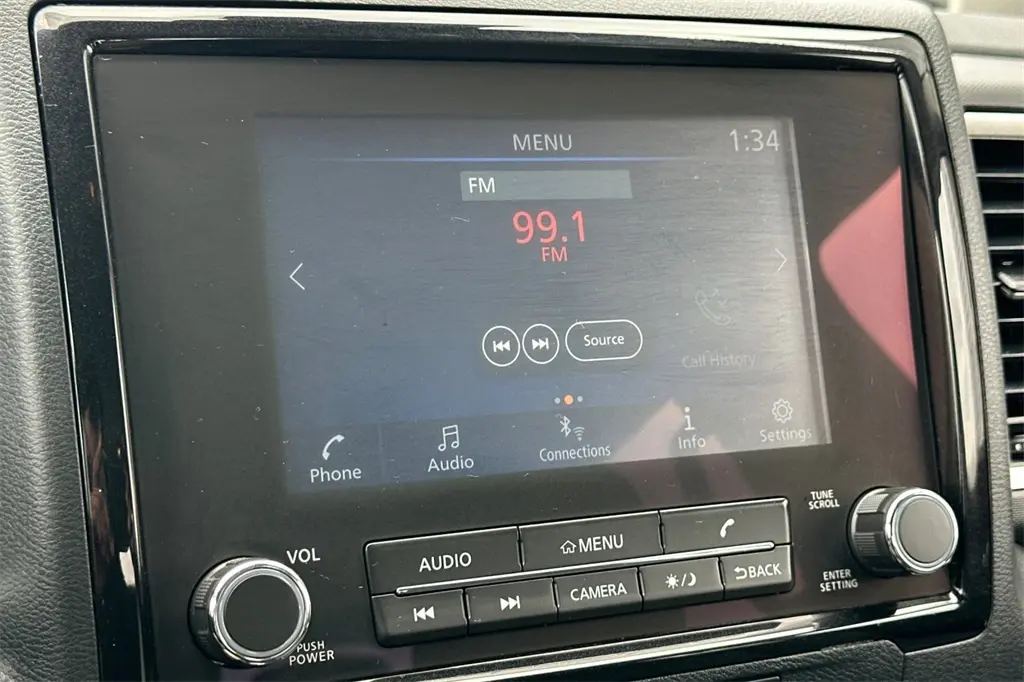 MENU
1:34
FM
99.1
FM
Source
Call History
Phone
Audio
Connections
Info
Settings
VOL
PUSH
POWER
AUDIO
MENU
CAMERA
BACK
TUNE
SCROLL
ENTER
SETTING